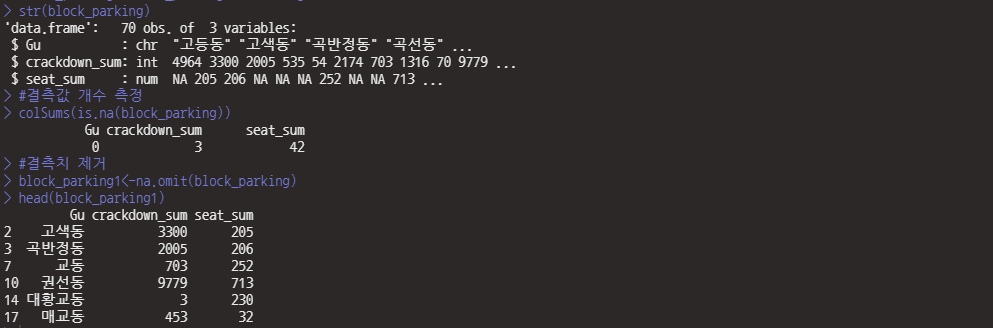 > str(block_parking)
'data.frame':   70 obs. of  3 variables:
 $ Gu           : chr  "고등동" "고색동" "곡반정동" "곡선동" ...
 $ crackdown_sum: int  4964 3300 2005 535 54 2174 703 1316 70 9779 ...
 $ seat_sum     : num  NA 205 206 NA NA NA 252 NA NA 713 ...
> #결측값 개수 측정
> colSums(is.na(block_parking))
           Gu crackdown_sum      seat_sum
            0             3            42
> #결측치 제거
> block_parking1<-na.omit(block_parking)
> head(block_parking1)
         Gu crackdown_sum seat_sum
2    고색동          3300      205
3  곡반정동          2005      206
7      교동           703      252
10   권선동          9779      713
14 대황교동             3      230
17   매교동           453       32